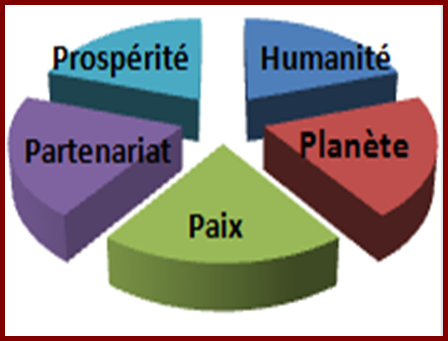 Prospérité
Humanité
Partenariat
Planète
Paix